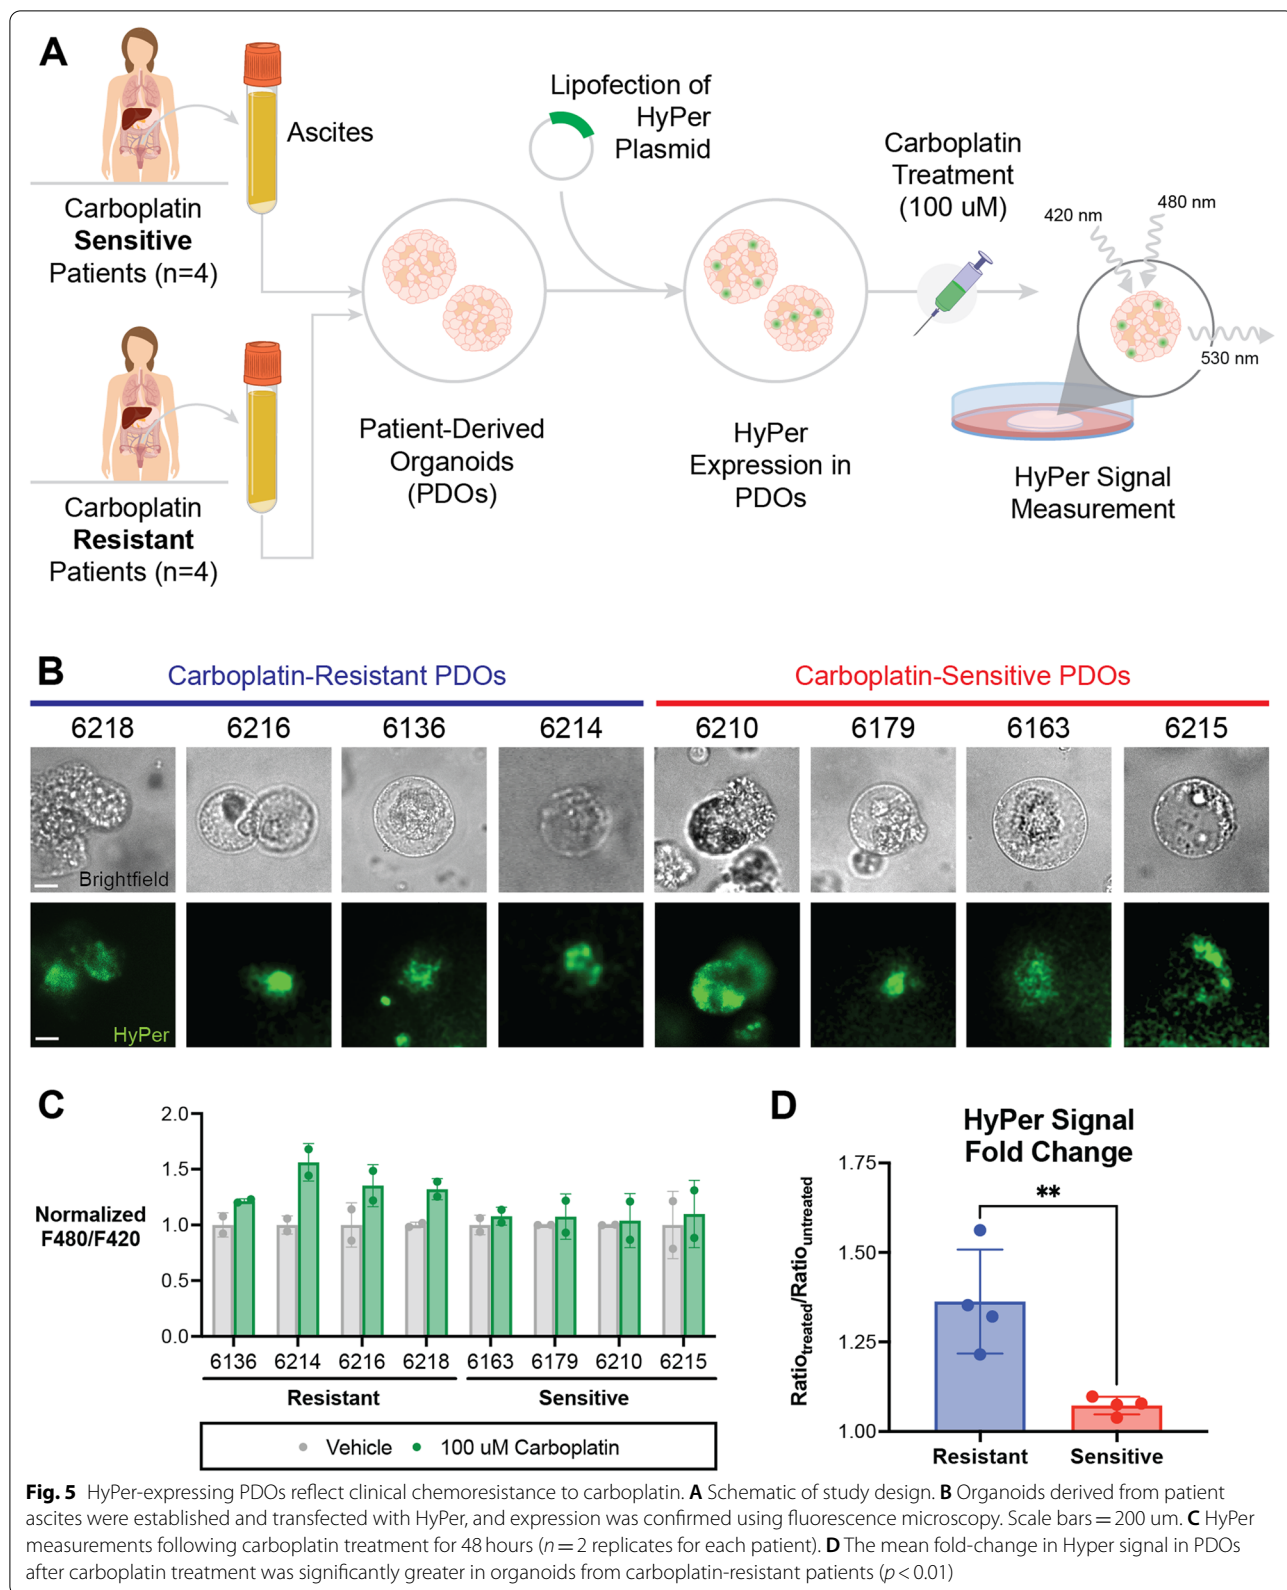 A
Ascites
Carboplatin
Sensitive
Patients (n=4)
Carboplatin
Resistant
Patients (n=4)
Patient-Derived
Organoids
(PDOs)
Lipofection of
HyPer
Plasmid
HyPer
Expression in
PDOs
Carboplatin
Treatment
(100 uM)
420 nm
480 nm
530 nm
HyPer Signal
Measurement
B
Carboplatin-Resistant PDOs
Carboplatin-Sensitive PDOs
6218 6216 6136 6214 6210 6179 6163 6215
Brightfield
HyPer
C
Normalized
F480/F420
2.0
1.5
1.0
0.5
0.0
6136 6214 6216 6218 6163 6179 6210 6215
Resistant Sensitive
Vehicle 100 uM Carboplatin
D
HyPer Signal
Fold Change
Ratiotreated/Ratiountreated
1.75
1.50
1.25
1.00
**
Resistant Sensitive
Fig. 5 HyPer-expressing PDOs reflect clinical chemoresistance to carboplatin. A Schematic of study design. B Organoids derived from patient
ascites were established and transfected with HyPer, and expression was confirmed using fluorescence microscopy. Scale bars = 200 um. C HyPer
measurements following carboplatin treatment for 48 hours (n = 2 replicates for each patient). D The mean fold-change in Hyper signal in PDOs
after carboplatin treatment was significantly greater in organoids from carboplatin-resistant patients (p < 0.01)